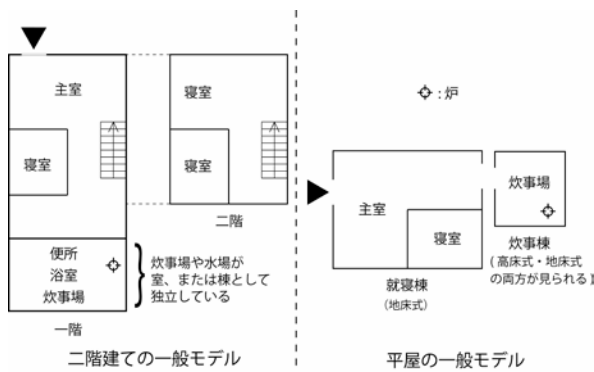 主室
寝室
便所
浴室
炊事場
一階
寝室
寝室
二階
炊事場や水場が
室、または棟として
独立している
二階建ての一般モデル
:炉
主室
寝室
就寝棟
(地床式)
炊事場
炊事棟
(高床式・地床式
の両方が見られる)
平屋の一般モデル